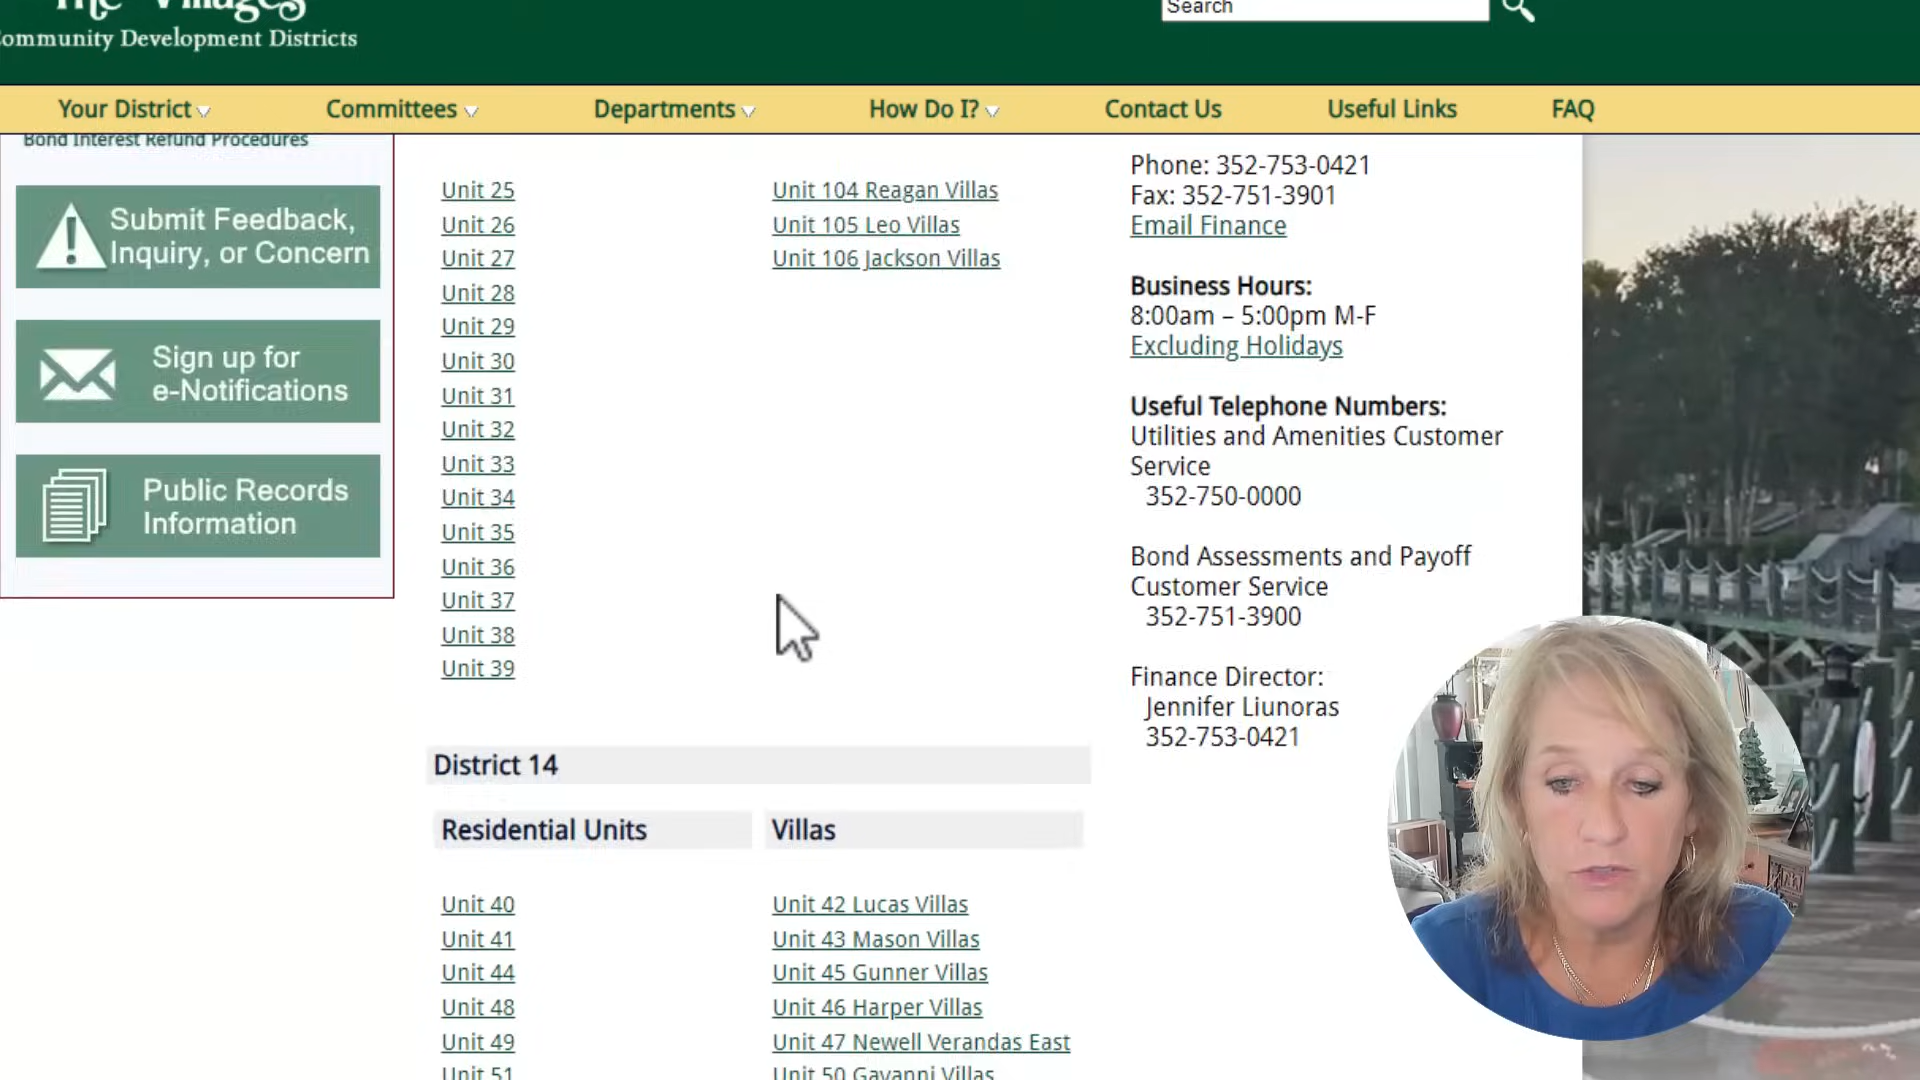 The Villages
Community Development Districts
Search
Your District
Committees
Departments
How Do I?
Contact Us
Useful Links
FAQ
Bond Interest Refund Procedures
Submit Feedback,
Inquiry, or Concern
Sign up for
e-Notifications
Public Records
Information
Unit 25
Unit 26
Unit 27
Unit 28
Unit 29
Unit 30
Unit 31
Unit 32
Unit 33
Unit 34
Unit 35
Unit 36
Unit 37
Unit 38
Unit 39
Unit 104 Reagan Villas
Unit 105 Leo Villas
Unit 106 Jackson Villas
District 14
Residential Units
Unit 40
Unit 41
Unit 44
Unit 48
Unit 49
Unit 51
Villas
Unit 42 Lucas Villas
Unit 43 Mason Villas
Unit 45 Gunner Villas
Unit 46 Harper Villas
Unit 47 Newell Verandas East
Unit 50 Gavanni Villas
Phone: 352-753-0421
Fax: 352-751-3901
Email Finance
Business Hours:
8:00am – 5:00pm M-F
Excluding Holidays
Useful Telephone Numbers:
Utilities and Amenities Customer
Service
352-750-0000
Bond Assessments and Payoff
Customer Service
352-751-3900
Finance Director:
Jennifer Liunoras
352-753-0421